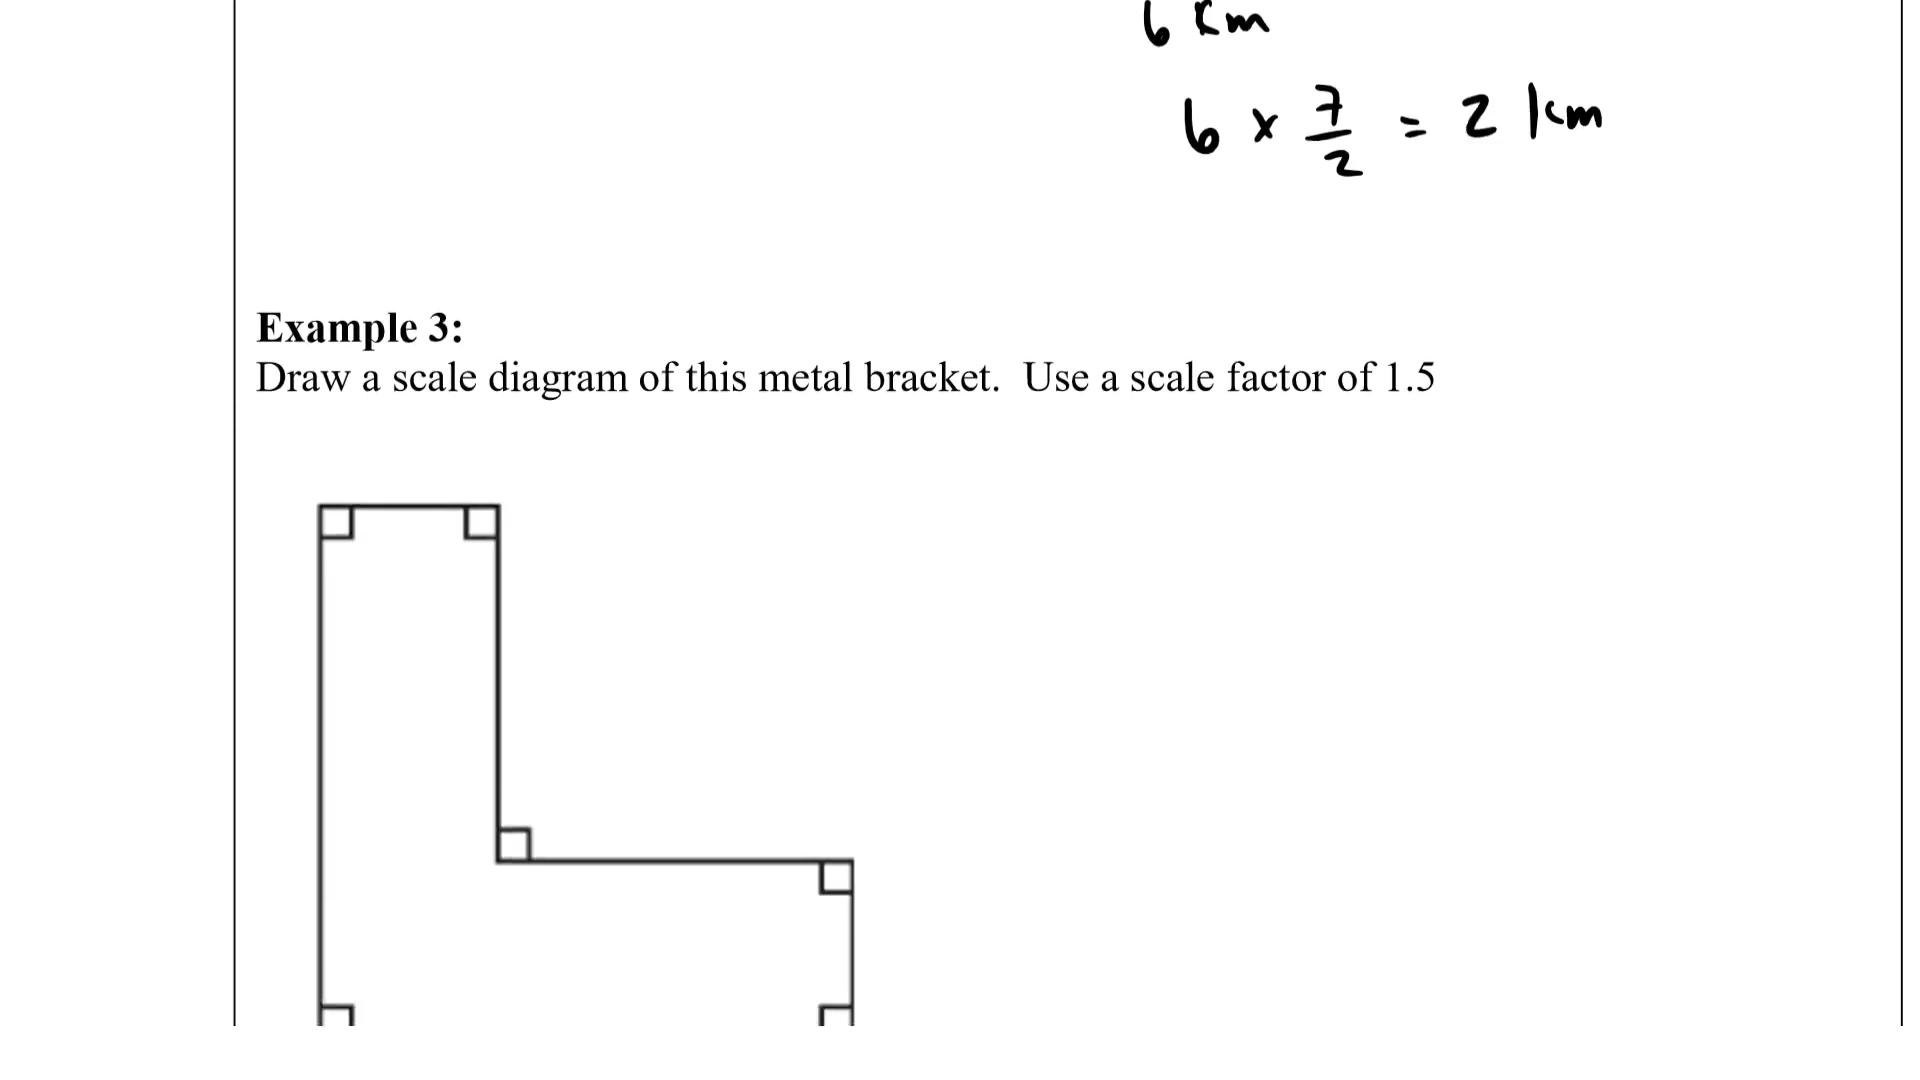 6 km
6 x 7/2 = 2 km
Example 3:
Draw a scale diagram of this metal bracket. Use a scale factor of 1.5